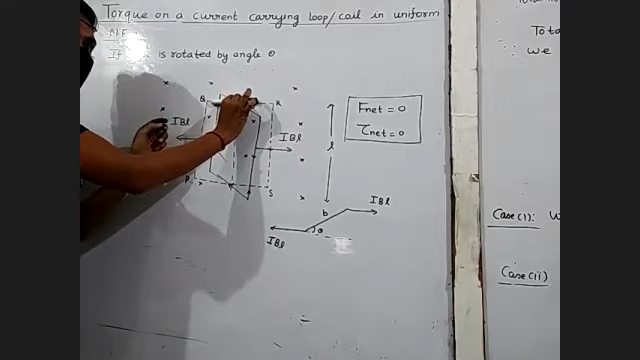 Torque on a current carrying loop/coil in uniform
M.F.
If is rotated by angle θ
Q
R
IBl
IBl
P
S
l
Fnet = 0
τnet = 0
b
IBl
θ
IBl
Tota
we
Case(i): W
Case(ii)